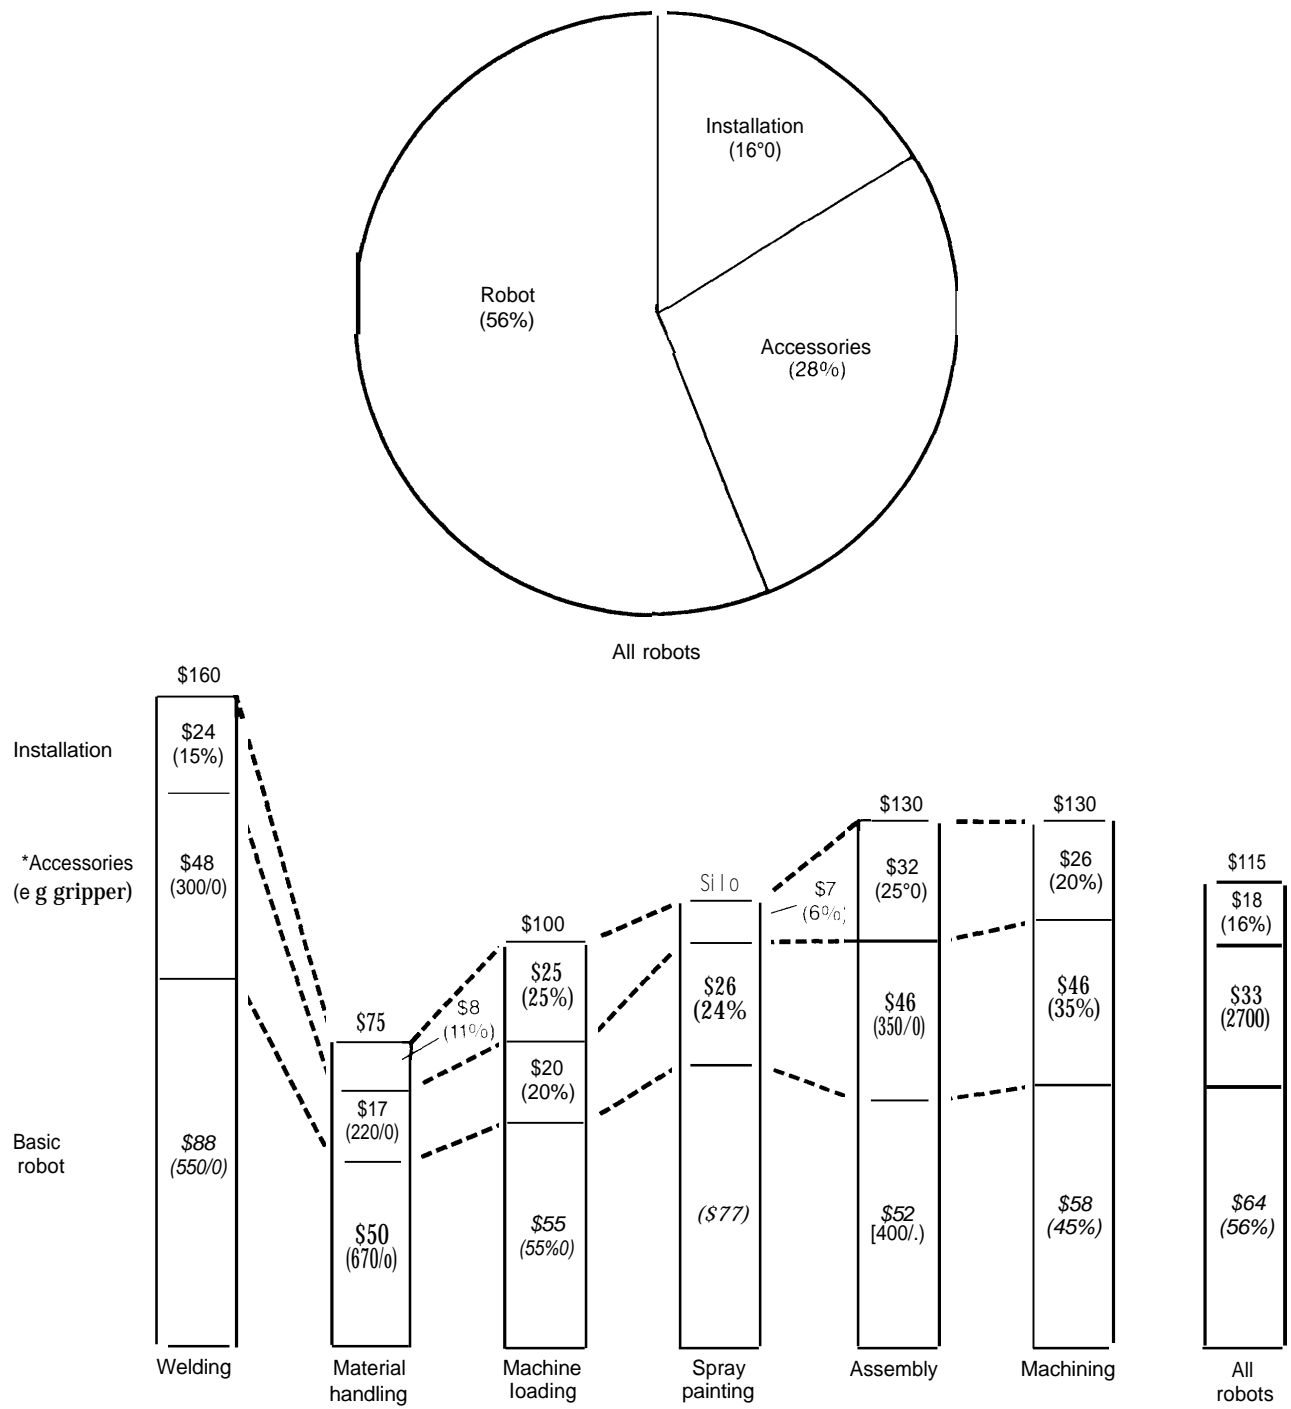 Installation
(16°0)
Robot
(56%)
Accessories
(28%)
All robots
$160
$24
(15%)
Installation
*Accessories
(e g gripper)
$48
(300/0)
Basic
robot
$88
(550/0)
Welding
$75
$8
(11%)
$17
(220/0)
$50
(670/o)
Material
handling
$100
$25
(25%)
$20
(20%)
$55
(55%0)
Machine
loading
Silo
$7
(6%)
$26
(24%
($77)
Spray
painting
$130
$32
(25°0)
$46
(350/0)
$52
[400/.)
Assembly
$130
$26
(20%)
$46
(35%)
$58
(45%)
Machining
$115
$18
(16%)
$33
(2700)
$64
(56%)
All
robots